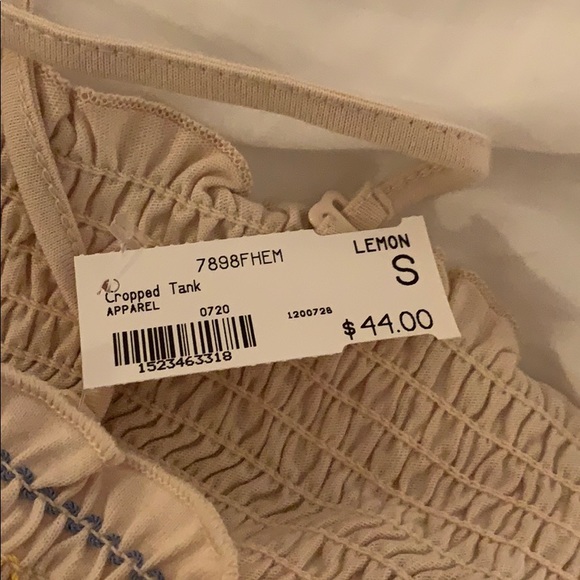 7898FHEM
LEMON
S
Cropped Tank
APPAREL
0720
1200728
$44.00
1523463318